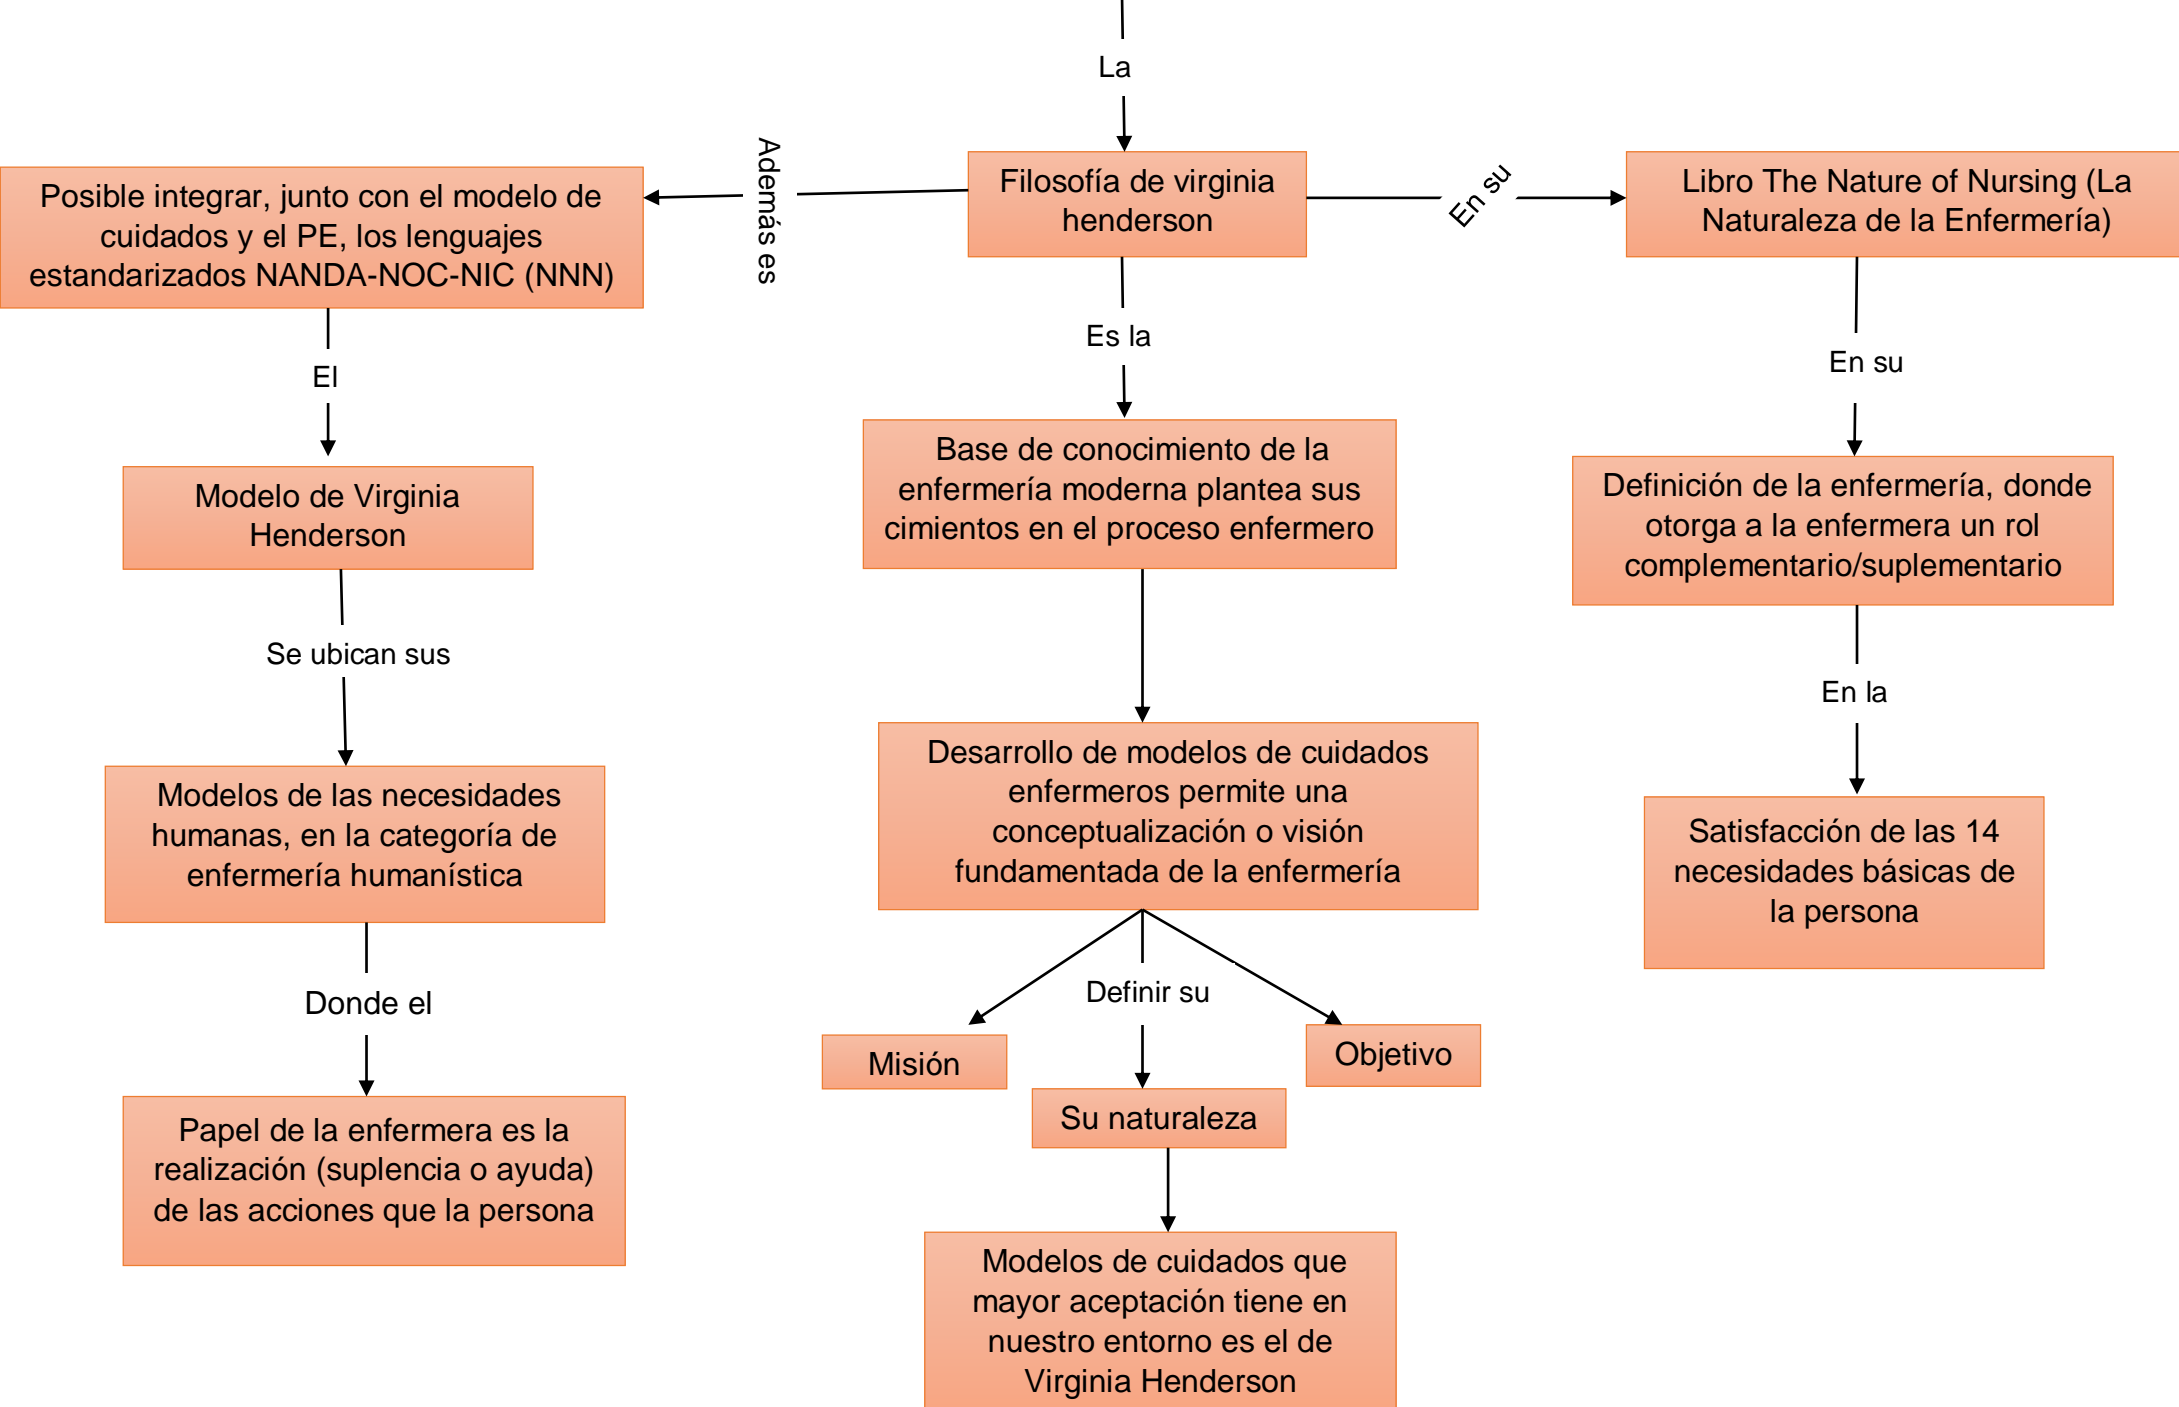 La
Filosofía de virginia
henderson
Además es
Posible integrar, junto con el modelo de
cuidados y el PE, los lenguajes
estandarizados NANDA-NOC-NIC (NNN)
El
Modelo de Virginia
Henderson
Se ubican sus
Modelos de las necesidades
humanas, en la categoría de
enfermería humanística
Donde el
Papel de la enfermera es la
realización (suplencia o ayuda)
de las acciones que la persona
Es la
Base de conocimiento de la
enfermería moderna plantea sus
cimientos en el proceso enfermero
Desarrollo de modelos de cuidados
enfermeros permite una
conceptualización o visión
fundamentada de la enfermería
Definir su
Misión
Su naturaleza
Objetivo
Modelos de cuidados que
mayor aceptación tiene en
nuestro entorno es el de
Virginia Henderson
En su
Libro The Nature of Nursing (La
Naturaleza de la Enfermería)
En su
Definición de la enfermería, donde
otorga a la enfermera un rol
complementario/suplementario
En la
Satisfacción de las 14
necesidades básicas de
la persona